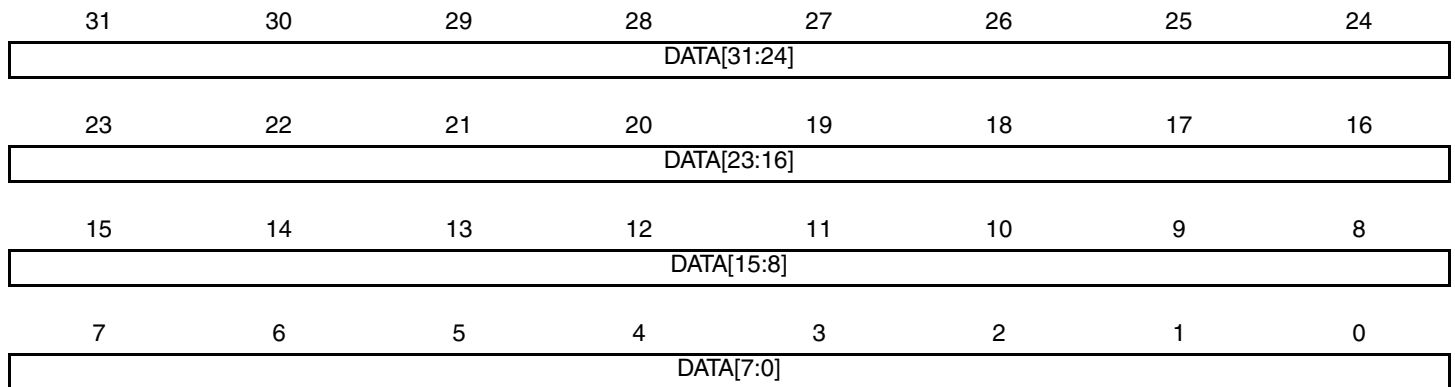 31 30 29 28 27 26 25 24
DATA[31:24]
23 22 21 20 19 18 17 16
DATA[23:16]
15 14 13 12 11 10 9 8
DATA[15:8]
7 6 5 4 3 2 1 0
DATA[7:0]